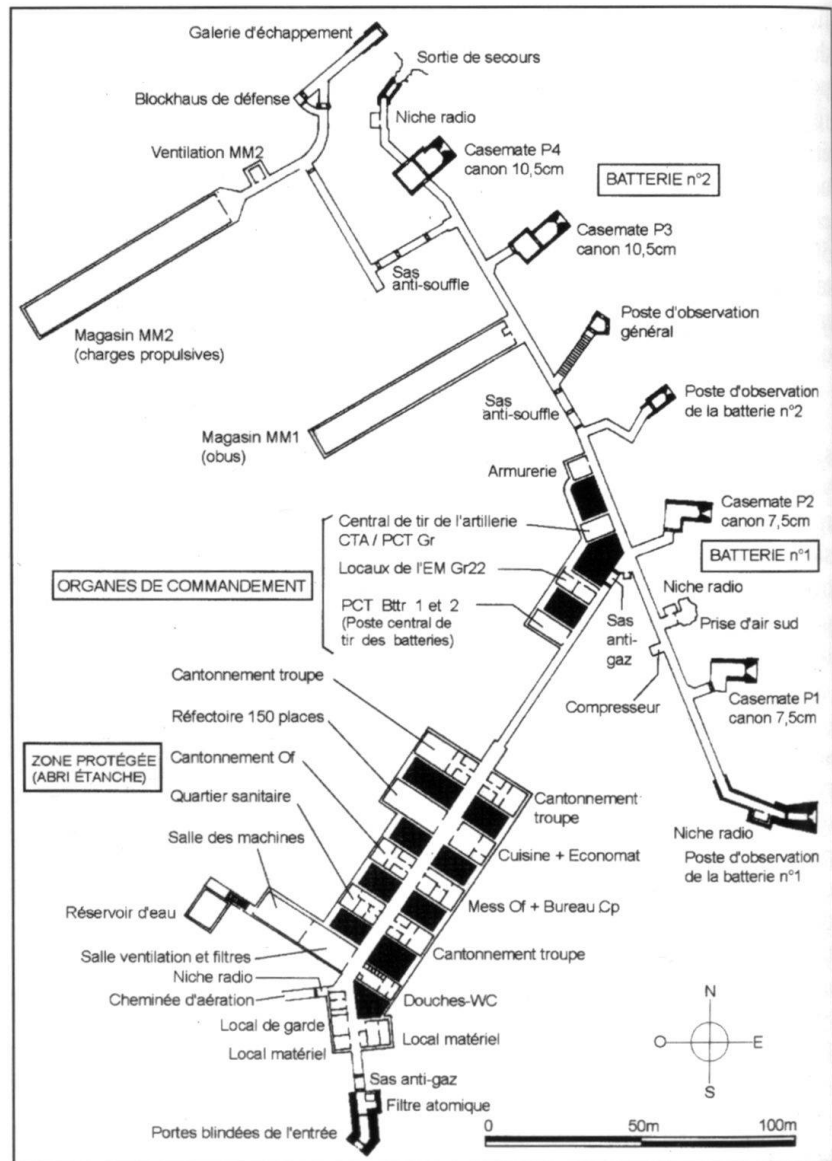 Galerie d'échappement
Sortie de secours
Blockhaus de défense
Niche radio
Ventilation MM2
Casemate P4
canon 10,5cm
BATTERIE n°2
Casemate P3
canon 10,5cm
Sas
anti-souffle
Magasin MM2
(charges propulsives)
Poste d'observation
général
Sas
anti-souffle
Poste d'observation
de la batterie n°2
Magasin MM1
(obus)
Armurerie
Central de tir de l'artillerie
CTA / PCT Gr
Casemate P2
canon 7,5cm
Locaux de l'EM Gr22
BATTERIE n°1
ORGANES DE COMMANDEMENT
PCT Bttr 1 et 2
(Poste central de
tir des batteries)
Niche radio
Sas
anti-
gaz
Prise d'air sud
Compresseur
Casemate P1
canon 7,5cm
Cantonnement troupe
Réfectoire 150 places
ZONE PROTÉGÉE
(ABRI ÉTANCHE)
Cantonnement Of
Quartier sanitaire
Salle des machines
Cantonnement
troupe
Niche radio
Poste d'observation
de la batterie n°1
Cuisine + Economat
Réservoir d'eau
Mess Of + Bureau Cp
Salle ventilation et filtres
Cantonnement troupe
Niche radio
Cheminée d'aération
Douches-WC
Local de garde
Local matériel
Local matériel
Sas anti-gaz
Filtre atomique
Portes blindées de l'entrée
N
O
E
S
0
50m
100m